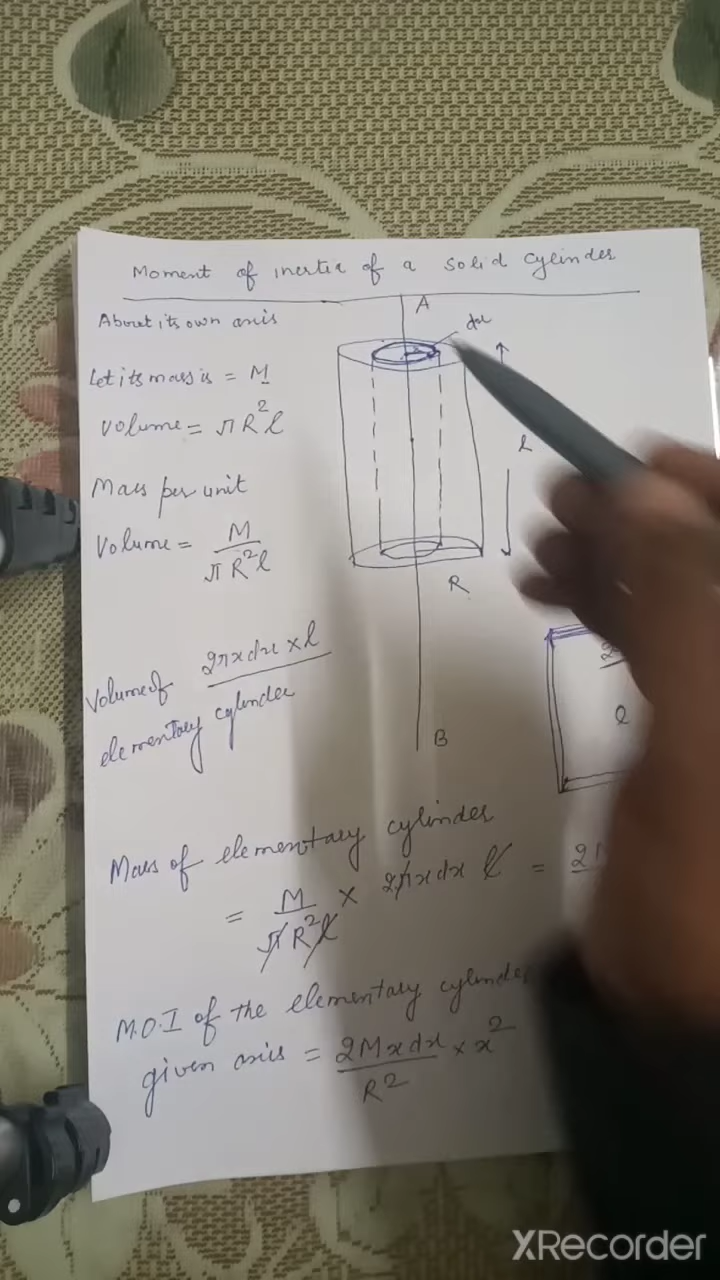 Moment of inertia of a solid cylinder
About its own axis
A
dx
Let its mass is = M
Volume = πR²l
l
Mass per unit
Volume = M/πR²l
R
Volume of 2πxdx × l
elementary cylinder
l
B
Mass of elementary cylinder
= M/πR²l × 2πxdx l = 2
M.O.I of the elementary cylinder
given axis = 2Mxdx/R² × x²
XRecorder